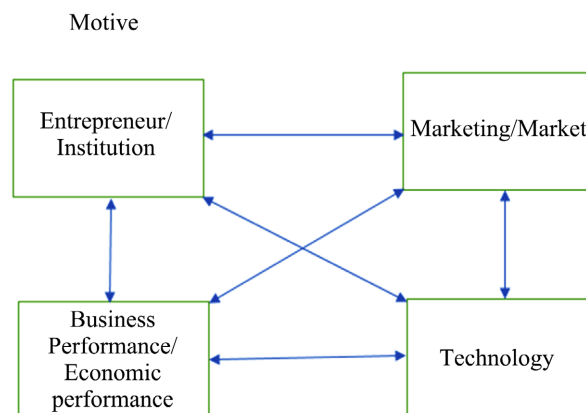 Motive
Entrepreneur/
Institution
Marketing/Market
Business
Performance/
Economic
performance
Technology